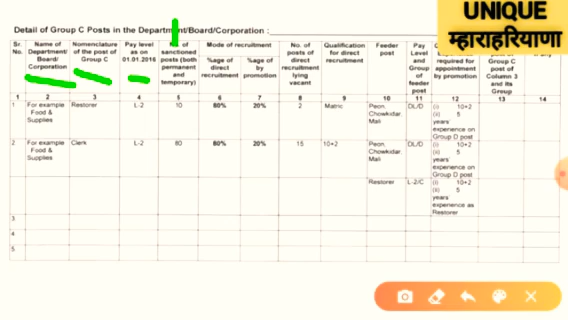 UNIQUE
म्हाराहरियाणा
Detail of Group C Posts in the Department/Board/Corporation :
Sr. No.
Name of Department/ Board/ Corporation
Nomenclature of the post of Group C
Pay level as on 01.01.2016
of sanctioned posts (both permanent and temporary)
Mode of recruitment
%age of direct recruitment
%age of by promotion
No. of posts of direct recruitment lying vacant
Qualification for direct recruitment
Feeder post
Pay Level and Group of feeder post
required for appointment by promotion
Group C post of Column 3 and its Group
1 2 3 4 5 6 7 8 9 10 11 12 13 14
1 For example Food & Supplies Restorer L-2 10 80% 20% 2 Matric Peon, Chowkidar, Mali DL/D (i) 10+2 (ii) 5 years' experience on Group D post
2 For example Food & Supplies Clerk L-2 80 80% 20% 15 10+2 Peon, Chowkidar, Mali DL/D (i) 10+2 (ii) 5 years' experience on Group D post
Restorer L-2/C (i) 10+2 (ii) 5 years' experience as Restorer
3
4
5